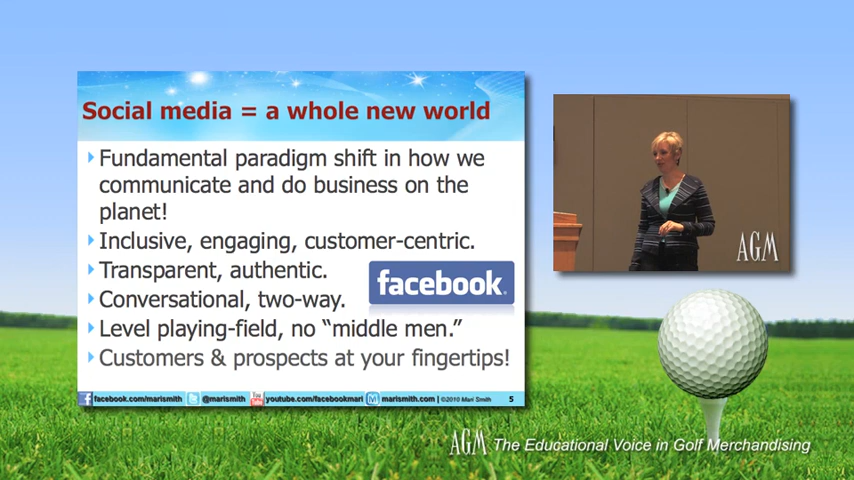 Social media = a whole new world
Fundamental paradigm shift in how we
communicate and do business on the
planet!
Inclusive, engaging, customer-centric.
Transparent, authentic.
facebook.
Conversational, two-way.
Level playing-field, no “middle men.”
Customers & prospects at your fingertips!
facebook.com/marismith @marismith You Tube youtube.com/facebookmari marismith.com | ©2010 Mari Smith 5
AGM
AGM The Educational Voice in Golf Merchandising